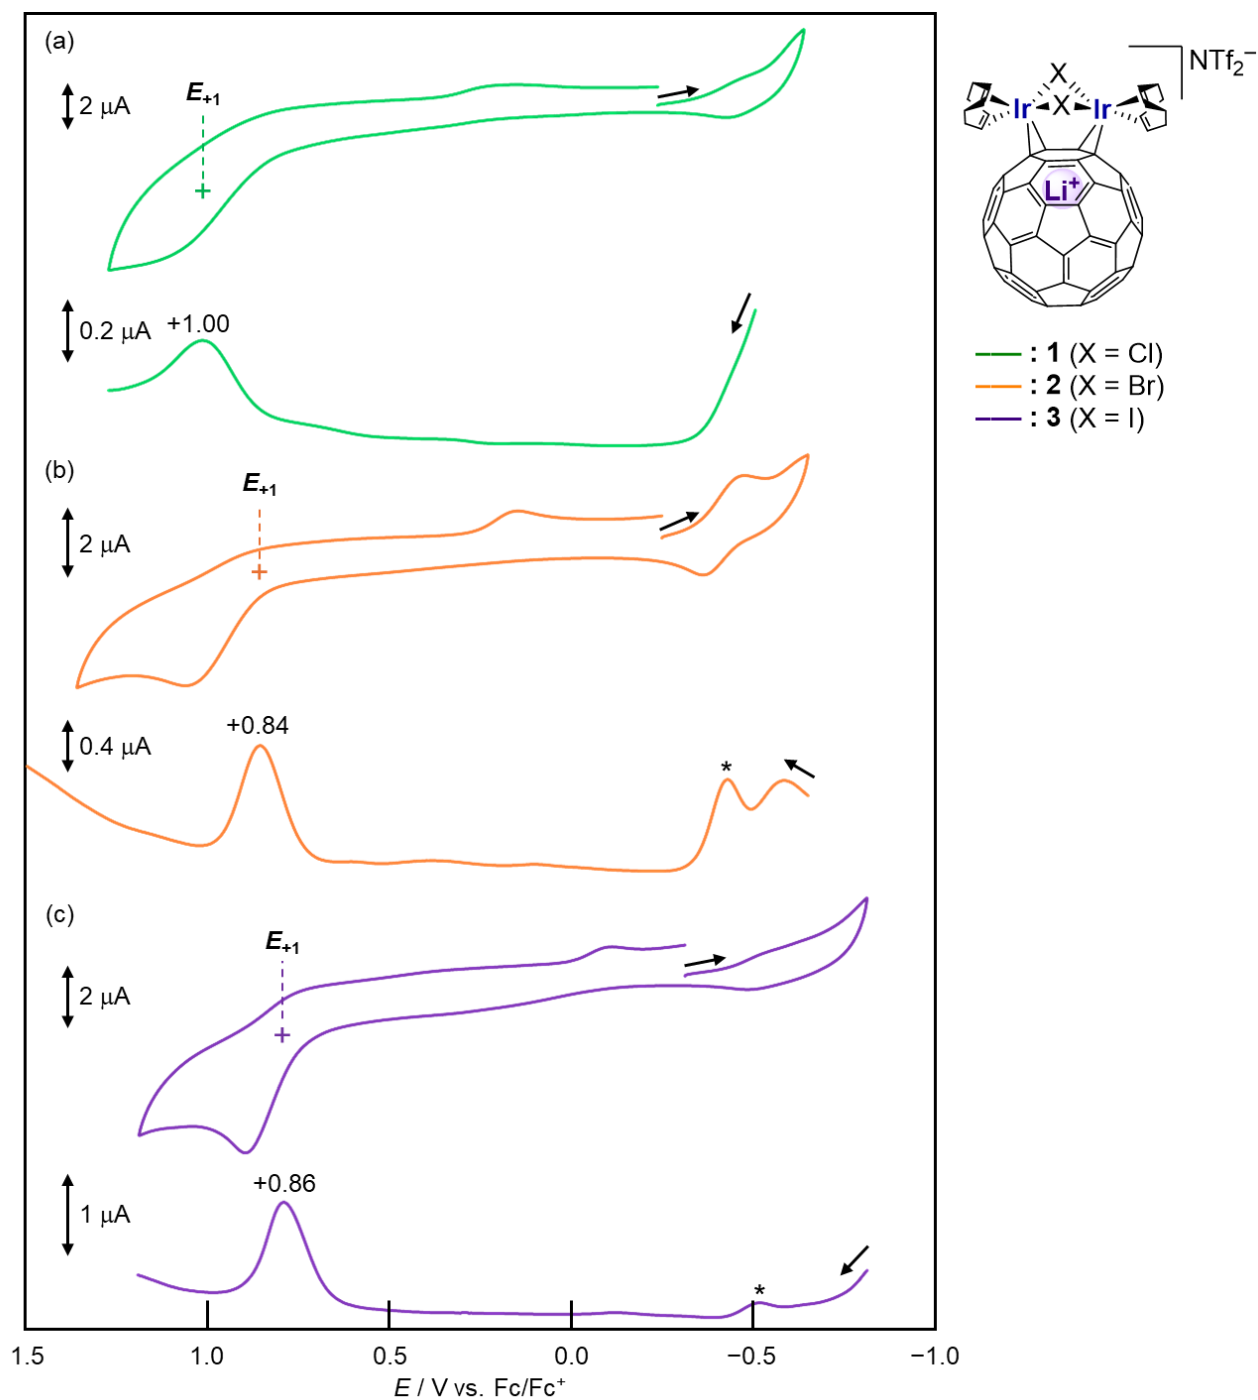 (a)
E+1
2 μA
0.2 μA
+1.00
(b)
E+1
2 μA
0.4 μA
+0.84
*
(c)
E+1
2 μA
1 μA
+0.86
*
1.5 1.0 0.5 0.0 −0.5 −1.0
E / V vs. Fc/Fc+
X
NTf2−
Ir X Ir
Li+
: 1 (X = Cl)
: 2 (X = Br)
: 3 (X = I)